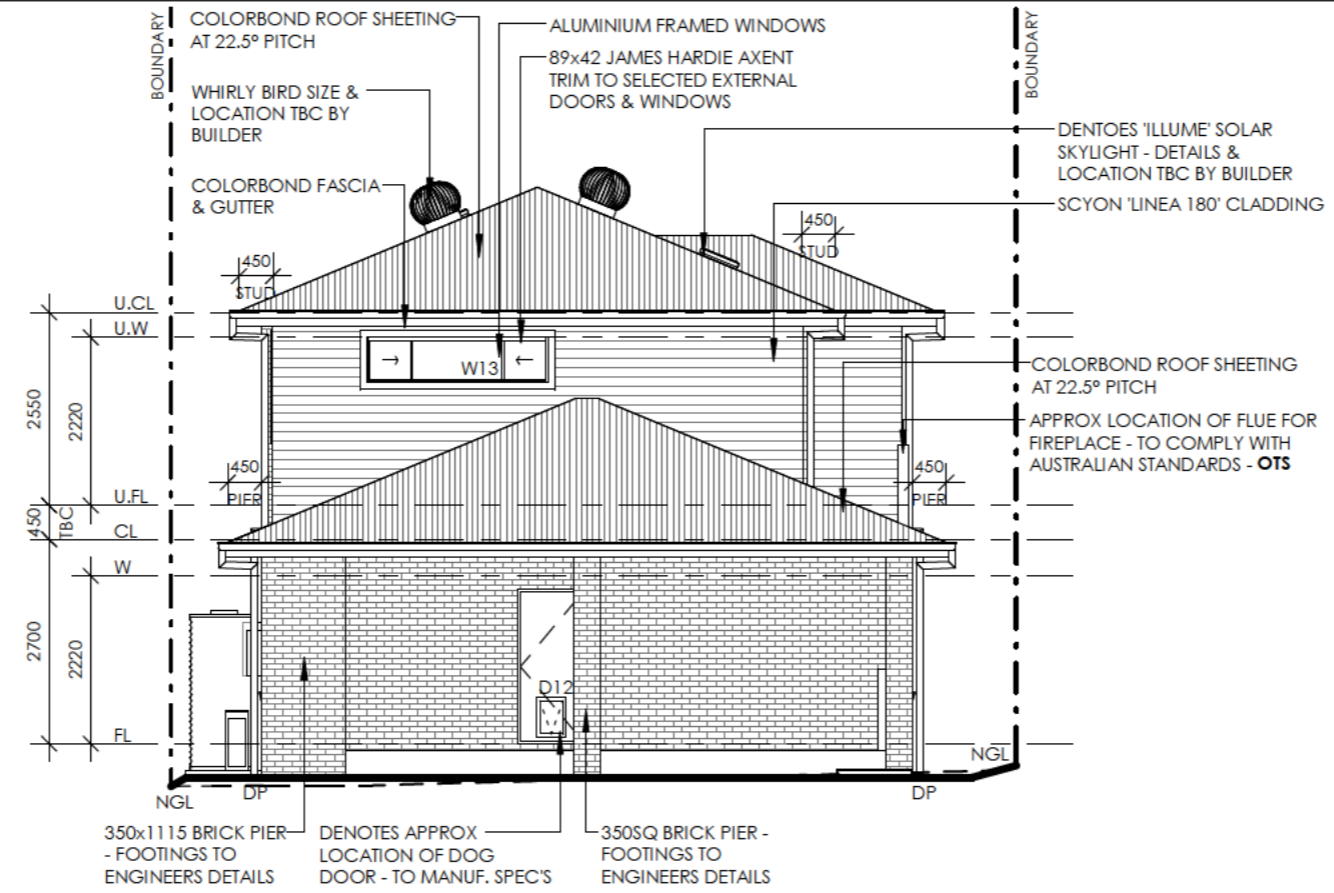 BOUNDARY
COLORBOND ROOF SHEETING
AT 22.5° PITCH
WHIRLY BIRD SIZE &
LOCATION TBC BY
BUILDER
COLORBOND FASCIA
& GUTTER
ALUMINIUM FRAMED WINDOWS
89x42 JAMES HARDIE AXENT
TRIM TO SELECTED EXTERNAL
DOORS & WINDOWS
BOUNDARY
DENTOES 'ILLUME' SOLAR
SKYLIGHT - DETAILS &
LOCATION TBC BY BUILDER
SCYON 'LINEA 180' CLADDING
450
STUD
450
STUD
U.CL
U.W
W13
COLORBOND ROOF SHEETING
AT 22.5° PITCH
APPROX LOCATION OF FLUE FOR
FIREPLACE - TO COMPLY WITH
AUSTRALIAN STANDARDS - OTS
2550
2220
450
PIER
450
PIER
U.FL
450
TBC
CL
W
2700
2220
D12
FL
NGL
NGL
DP
DP
350x1115 BRICK PIER
- FOOTINGS TO
ENGINEERS DETAILS
DENOTES APPROX
LOCATION OF DOG
DOOR - TO MANUF. SPEC'S
350SQ BRICK PIER -
FOOTINGS TO
ENGINEERS DETAILS